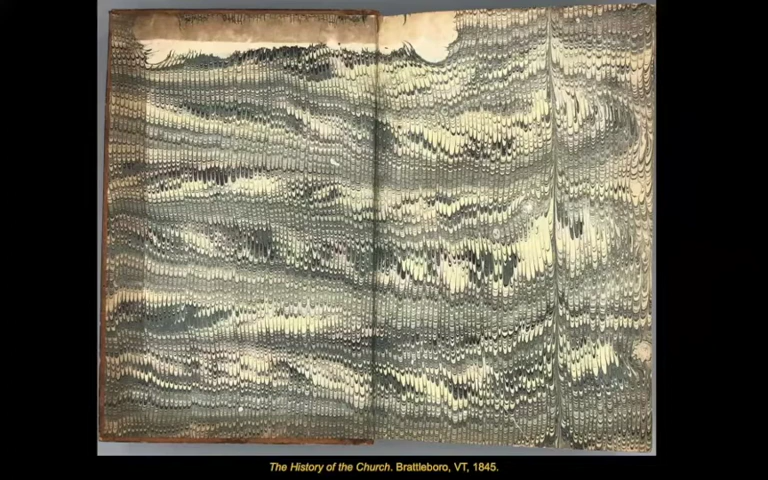 The History of the Church. Brattleboro, VT, 1845.